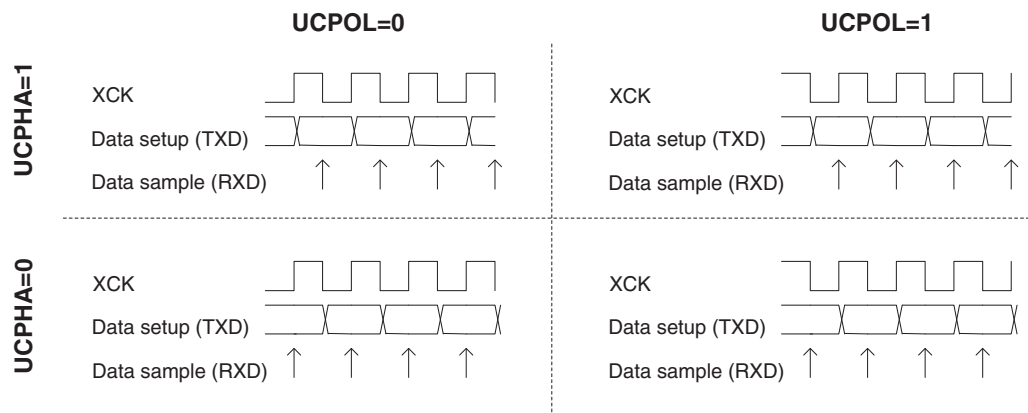 UCPOL=0
UCPOL=1
UCPHA=1
XCK
Data setup (TXD)
Data sample (RXD)
XCK
Data setup (TXD)
Data sample (RXD)
UCPHA=0
XCK
Data setup (TXD)
Data sample (RXD)
XCK
Data setup (TXD)
Data sample (RXD)